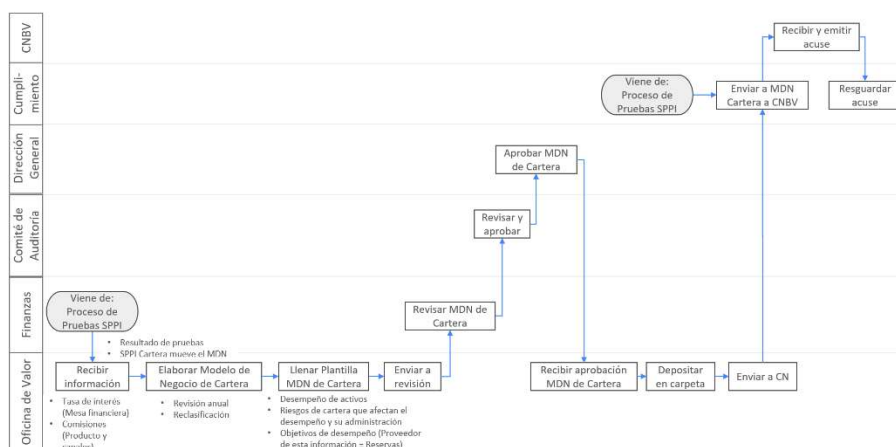 CNBV
Recibir y emitir
acuse
Cumpli-
miento
Viene de:
Proceso de
Pruebas SPPI
Enviar a MDN
Cartera a CNBV
Resguardar
acuse
Dirección
General
Aprobar MDN
de Cartera
Comité de
Auditoría
Revisar y
aprobar
Finanzas
Viene de:
Proceso de
Pruebas SPPI
Revisar MDN de
Cartera
• Resultado de pruebas
• SPPI Cartera mueve el MDN
Oficina de Valor
Recibir
información
Elaborar Modelo de
Negocio de Cartera
Llenar Plantilla
MDN de Cartera
Enviar a
revisión
Recibir aprobación
MDN de Cartera
Depositar
en carpeta
Enviar a CN
• Tasa de interés
(Mesa financiera)
• Comisiones
(Producto y
canales)
• Revisión anual
• Reclasificación
• Desempeño de activos
• Riesgos de cartera que afectan el
desempeño y su administración
• Objetivos de desempeño (Proveedor
de esta información – Reservas)